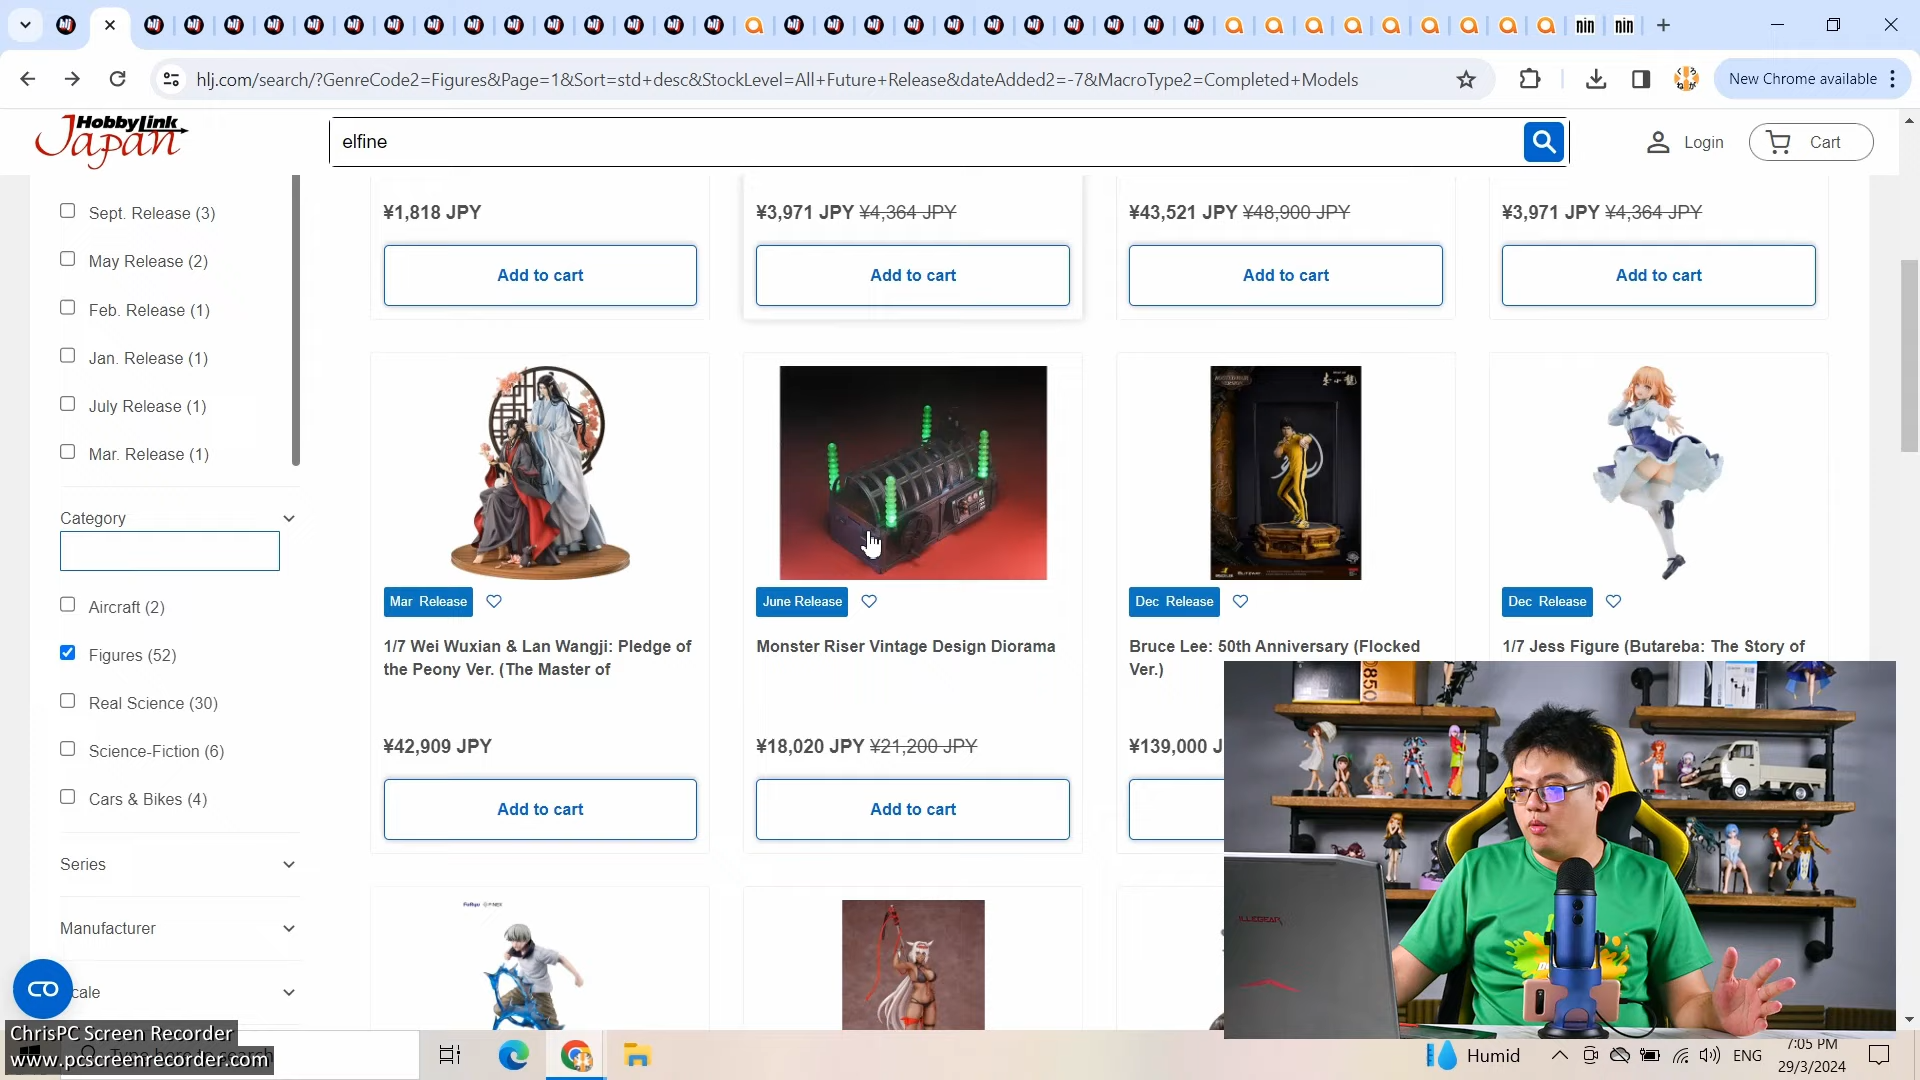 New Chrome available
hlj.com/search/?GenreCode2=Figures&Page=1&Sort=std+desc&StockLevel=All+Future+Release&dateAdded2=-7&MacroType2=Completed+Models
HobbyLink
Japan
elfine
Login
Cart
Sept. Release (3)
May Release (2)
Feb. Release (1)
Jan. Release (1)
July Release (1)
Mar. Release (1)
Category
Aircraft (2)
Figures (52)
Real Science (30)
Science-Fiction (6)
Cars & Bikes (4)
Series
Manufacturer
cale
¥1,818 JPY
¥3,971 JPY ¥4,364 JPY
¥43,521 JPY ¥48,900 JPY
¥3,971 JPY ¥4,364 JPY
Add to cart
Add to cart
Add to cart
Add to cart
Mar Release
June Release
Dec Release
Dec Release
1/7 Wei Wuxian & Lan Wangji: Pledge of
the Peony Ver. (The Master of
Monster Riser Vintage Design Diorama
Bruce Lee: 50th Anniversary (Flocked
Ver.)
1/7 Jess Figure (Butareba: The Story of
¥42,909 JPY
¥18,020 JPY ¥21,200 JPY
¥139,000 J
Add to cart
Add to cart
ChrisPC Screen Recorder
www.pcscreenrecorder.com
Humid
ENG
7:05 PM
29/3/2024